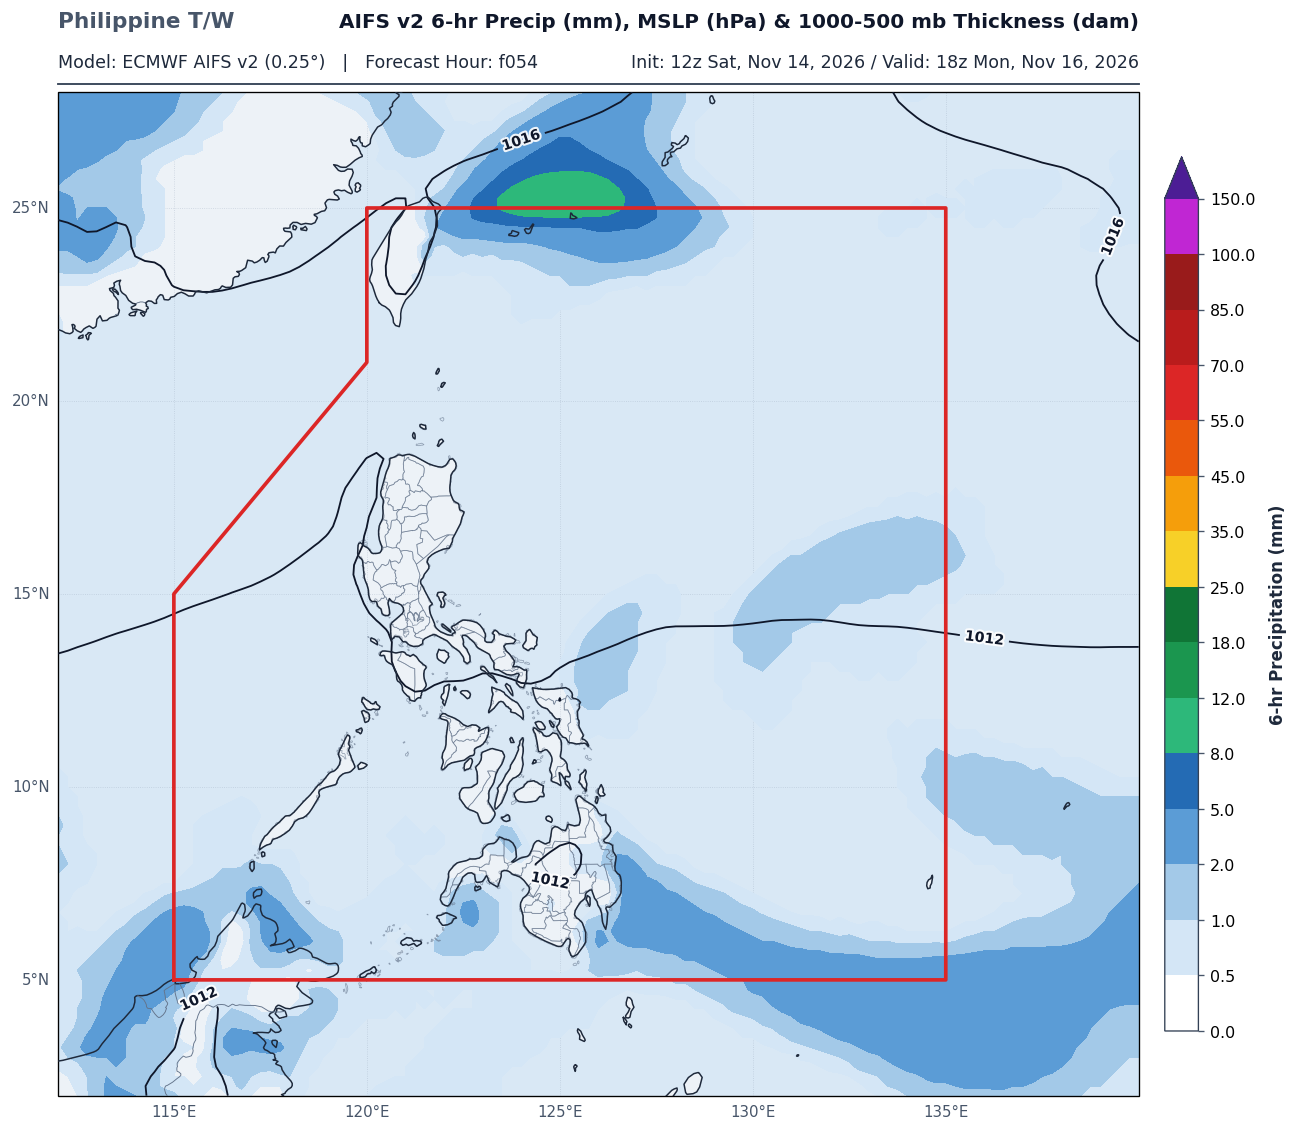 Philippine T/W
AIFS v2 6-hr Precip (mm), MSLP (hPa) & 1000-500 mb Thickness (dam)
Model: ECMWF AIFS v2 (0.25°) | Forecast Hour: f054
Init: 12z Sat, Nov 14, 2026 / Valid: 18z Mon, Nov 16, 2026
1016
1016
1012
1012
1012
25°N
20°N
15°N
10°N
5°N
115°E
120°E
125°E
130°E
135°E
150.0
100.0
85.0
70.0
55.0
45.0
35.0
25.0
18.0
12.0
8.0
5.0
2.0
1.0
0.5
0.0
6-hr Precipitation (mm)